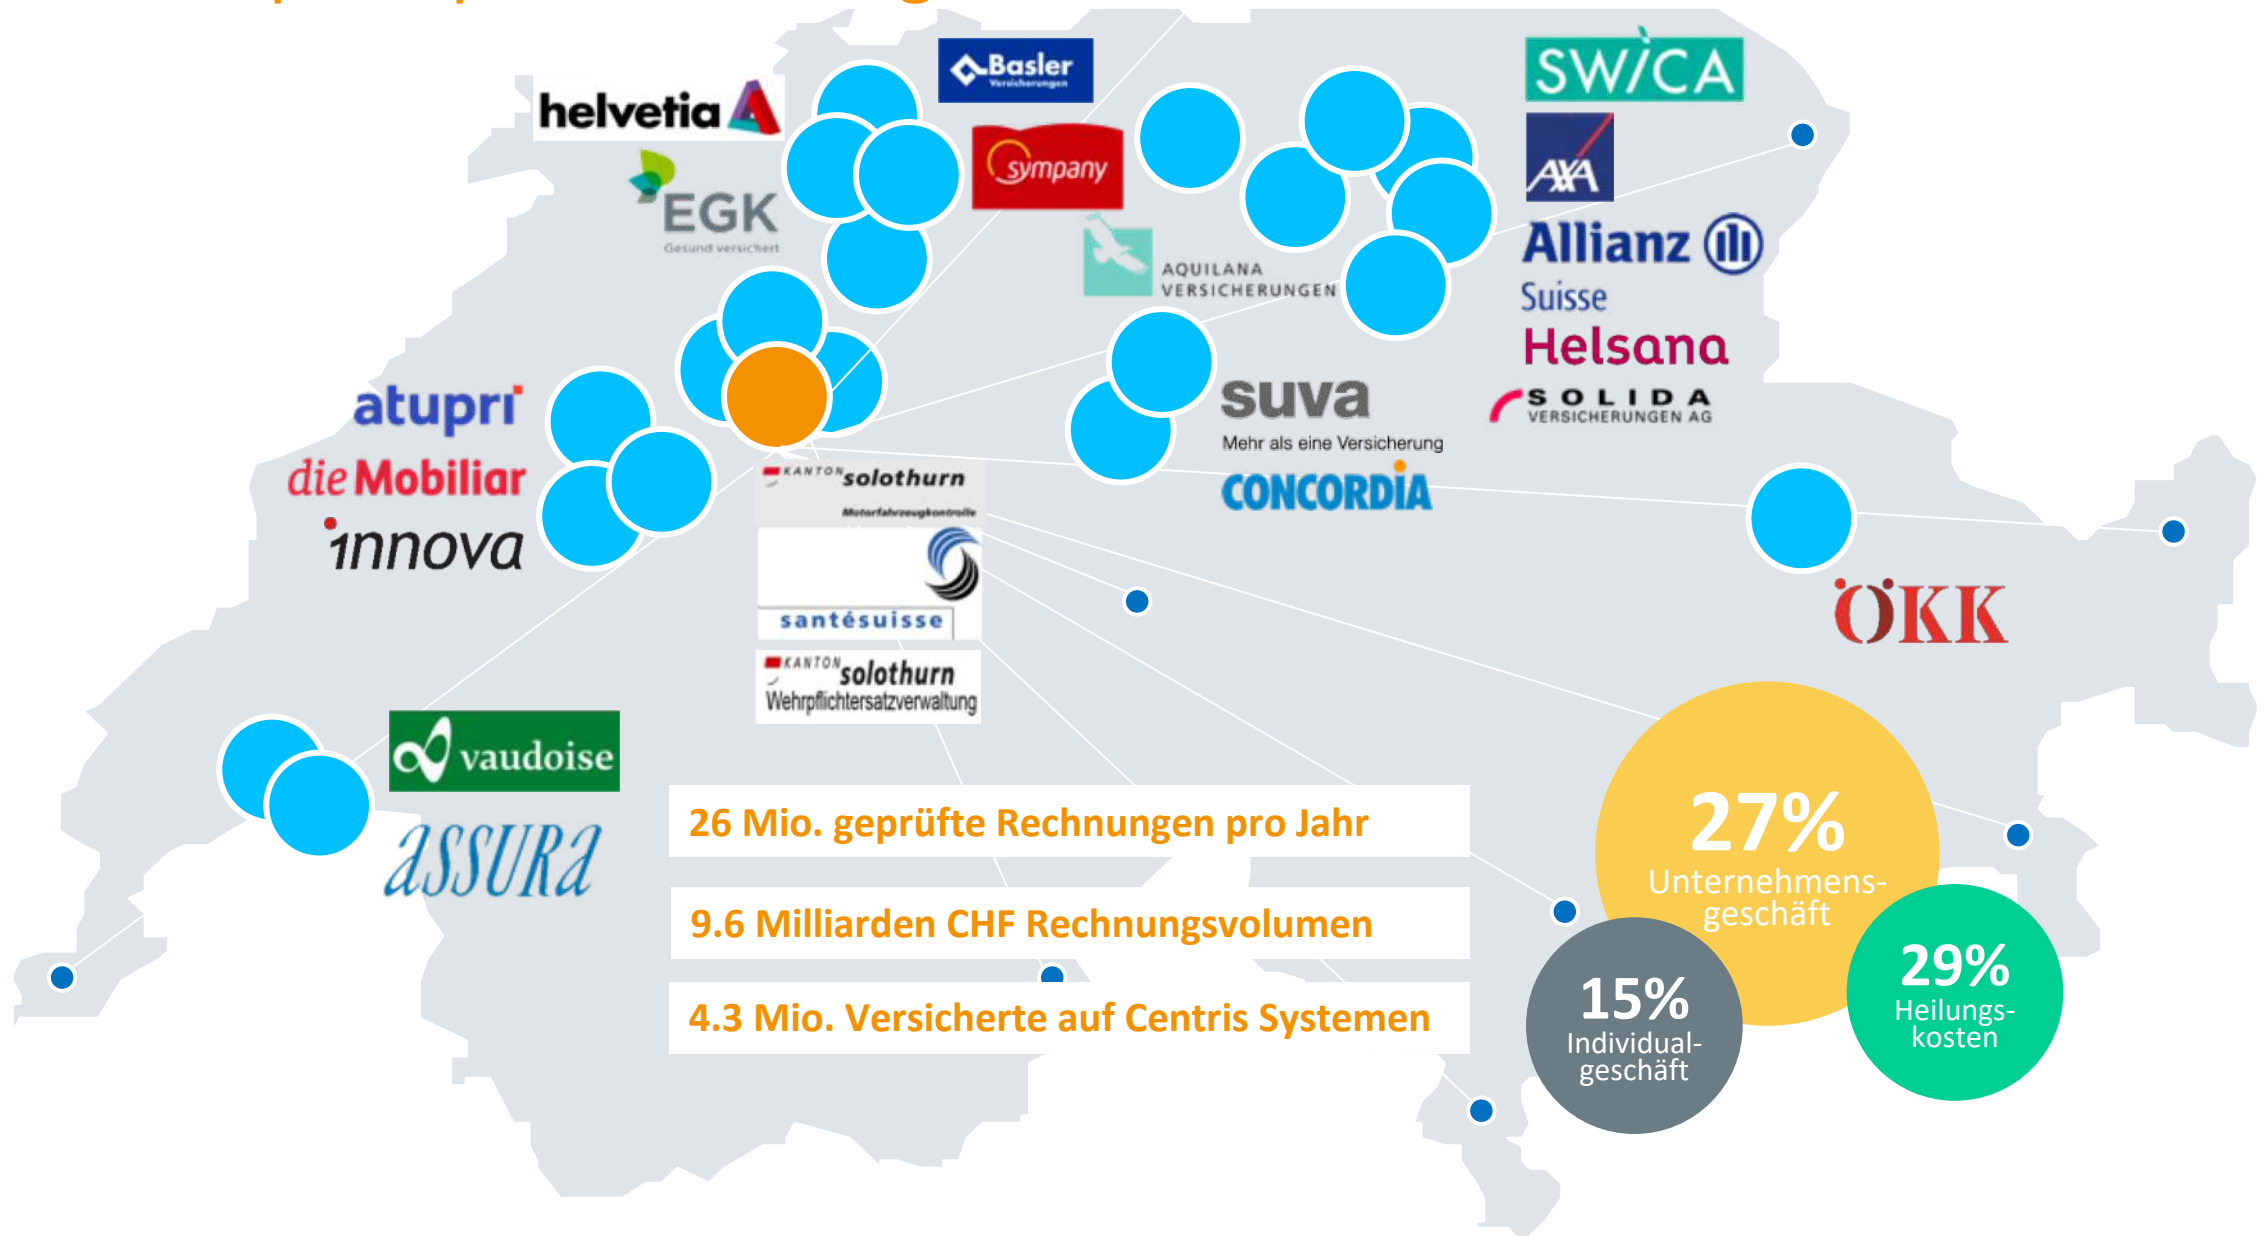 helvetia
EGK
Gesund versichert
Basler
Versicherungen
sympany
AQUILANA
VERSICHERUNGEN
SWICA
AXA
Allianz
Suisse
Helsana
SOLIDA
VERSICHERUNGEN AG
atupri
die Mobiliar
innova
suva
Mehr als eine Versicherung
CONCORDIA
KANTON solothurn
Motorfahrzeugkontrolle
santésuisse
KANTON solothurn
Wehrpflichtersatzverwaltung
ÖKK
vaudoise
assura
26 Mio. geprüfte Rechnungen pro Jahr
9.6 Milliarden CHF Rechnungsvolumen
4.3 Mio. Versicherte auf Centris Systemen
27%
Unternehmens-
geschäft
15%
Individual-
geschäft
29%
Heilungs-
kosten